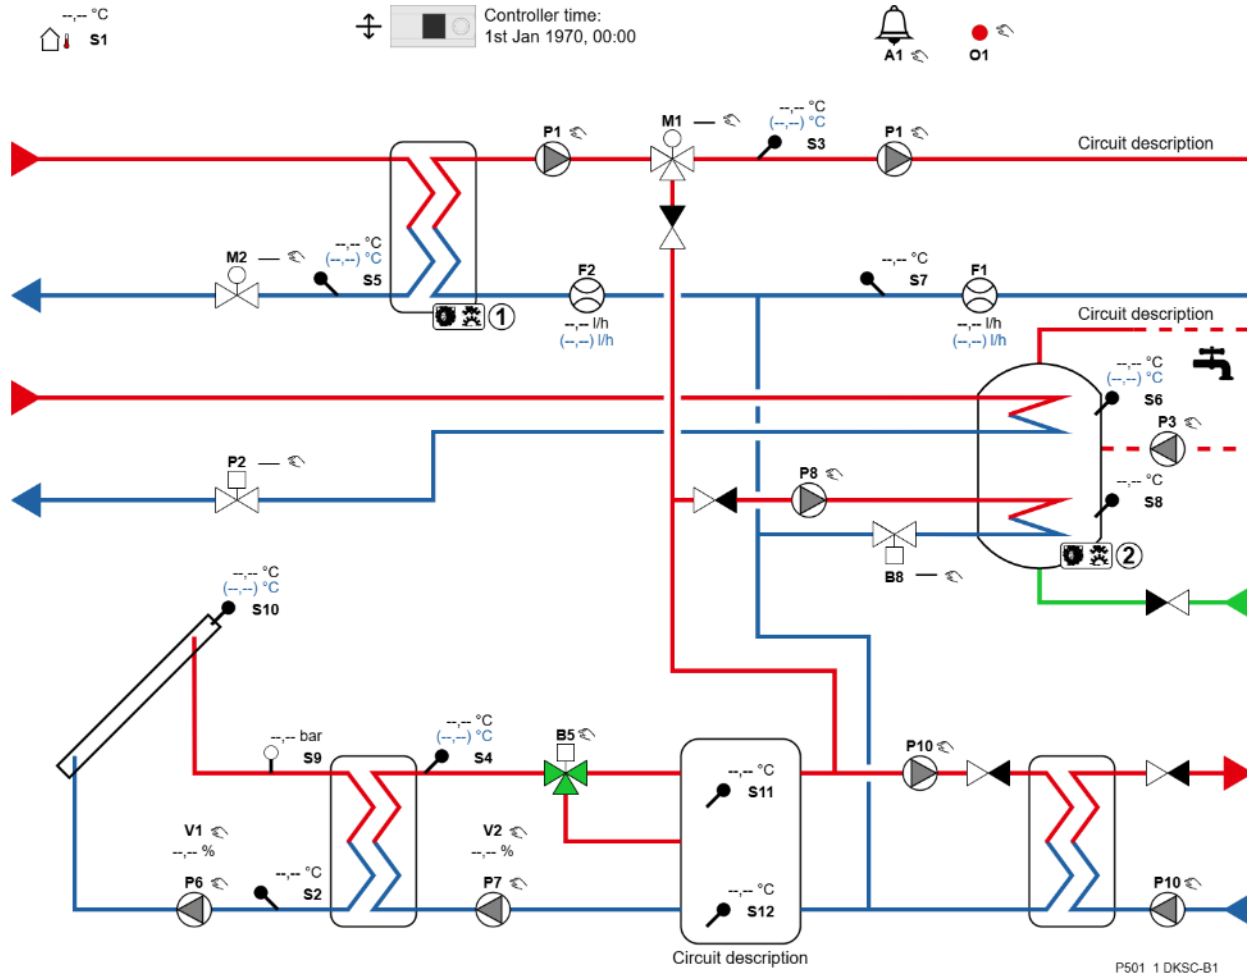 --,-- °C
S1
Controller time:
1st Jan 1970, 00:00
A1
O1
P1
M1
--,-- °C
(--,--) °C
S3
P1
Circuit description
M2
--,-- °C
(--,--) °C
S5
1
F2
--,-- l/h
(--,--) l/h
--,-- °C
S7
F1
--,-- l/h
(--,--) l/h
Circuit description
--,-- °C
(--,--) °C
S6
P3
P2
P8
--,-- °C
S8
B8
2
--,-- °C
(--,--) °C
S10
--,-- bar
S9
--,-- °C
(--,--) °C
S4
B5
--,-- °C
S11
P10
V1
--,-- %
P6
--,-- °C
S2
V2
--,-- %
P7
--,-- °C
S12
P10
Circuit description
P501 1 DKSC-B1